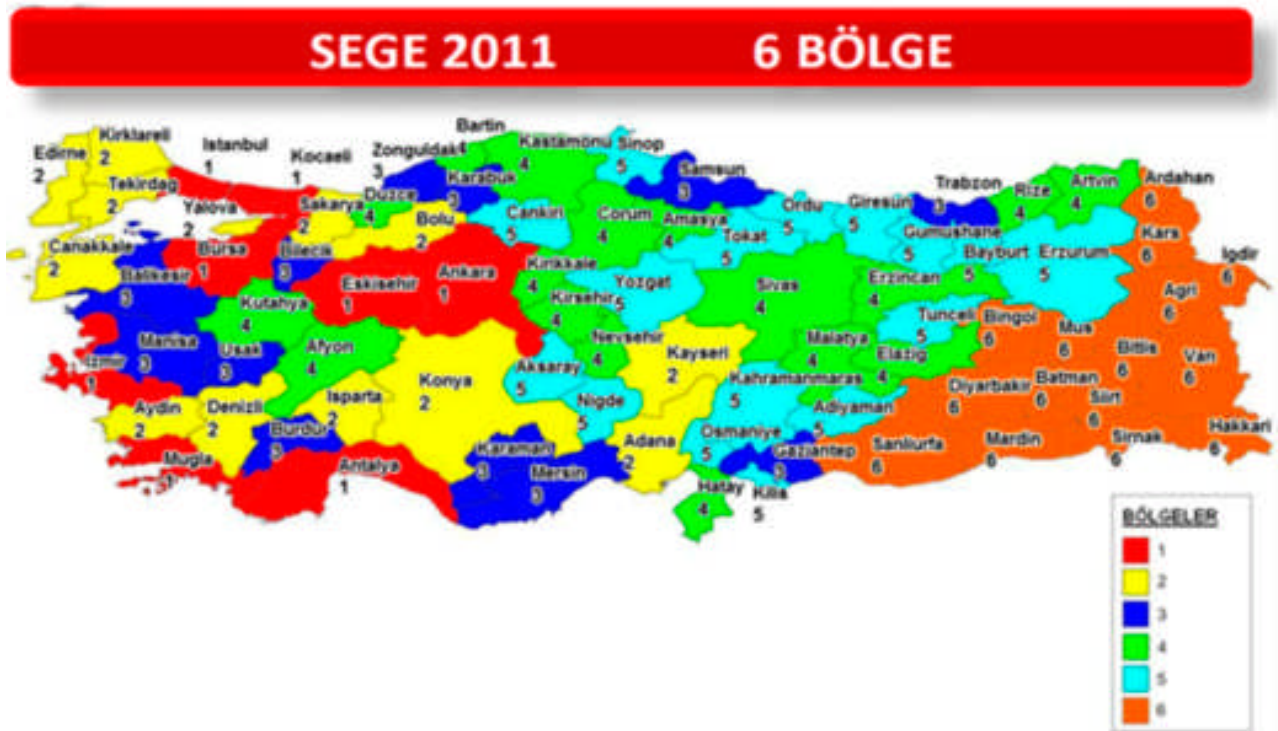 SEGE 2011 6 BÖLGE
Edirne 2
Kirklareli 2
Tekirdag 2
Istanbul 1
Kocaeli 1
Yalova 2
Sakarya 2
Düzce 4
Zonguldak 3
Bartin 4
Karabuk 3
Kastamonu 4
Sinop 5
Samsun 3
Canakkale 2
Balikesir 3
Bursa 1
Bilecik 3
Bolu 2
Cankiri 5
Corum 4
Amasya 4
Tokat 5
Ordu 5
Giresun 5
Trabzon 3
Gumushane 5
Rize 4
Artvin 4
Ardahan 6
Kars 6
Igdir 6
Bayburt 5
Erzurum 5
Agri 6
Eskisehir 1
Ankara 1
Kirikkale 4
Yozgat 5
Sivas 4
Erzincan 4
Kutahya 4
Kirsehir 4
Nevsehir 4
Kayseri 2
Malatya 4
Tunceli 5
Elazig 4
Bingol 6
Mus 6
Bitlis 6
Van 6
Manisa 3
Usak 3
Afyon 4
Izmir 1
Aydin 2
Denizli 2
Isparta 2
Konya 2
Aksaray 5
Nigde 5
Kahramanmaras 5
Adiyaman 5
Diyarbakir 6
Batman 6
Siirt 6
Hakkari 6
Sirnak 6
Mardin 6
Sanliurfa 6
Gaziantep 3
Osmaniye 5
Adana 2
Mersin 3
Karaman 3
Burdur 3
Mugla 1
Antalya 1
Hatay 4
Kilis 5
BÖLGELER
1
2
3
4
5
6